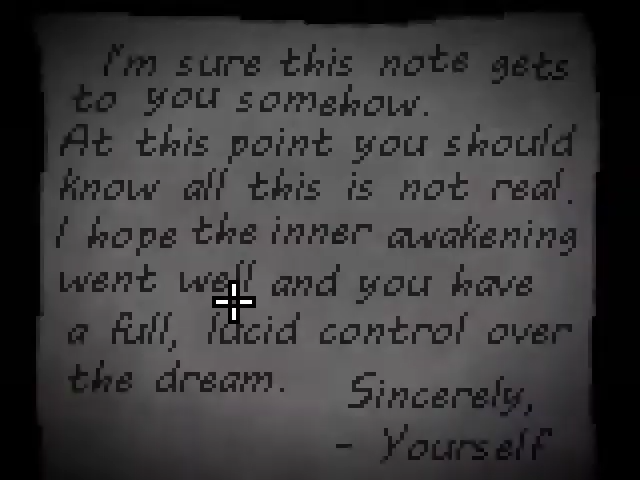 I'm sure this note gets
to you somehow.
At this point you should
know all this is not real.
I hope the inner awakening
went well and you have
a full, lucid control over
the dream.
Sincerely,
- Yourself